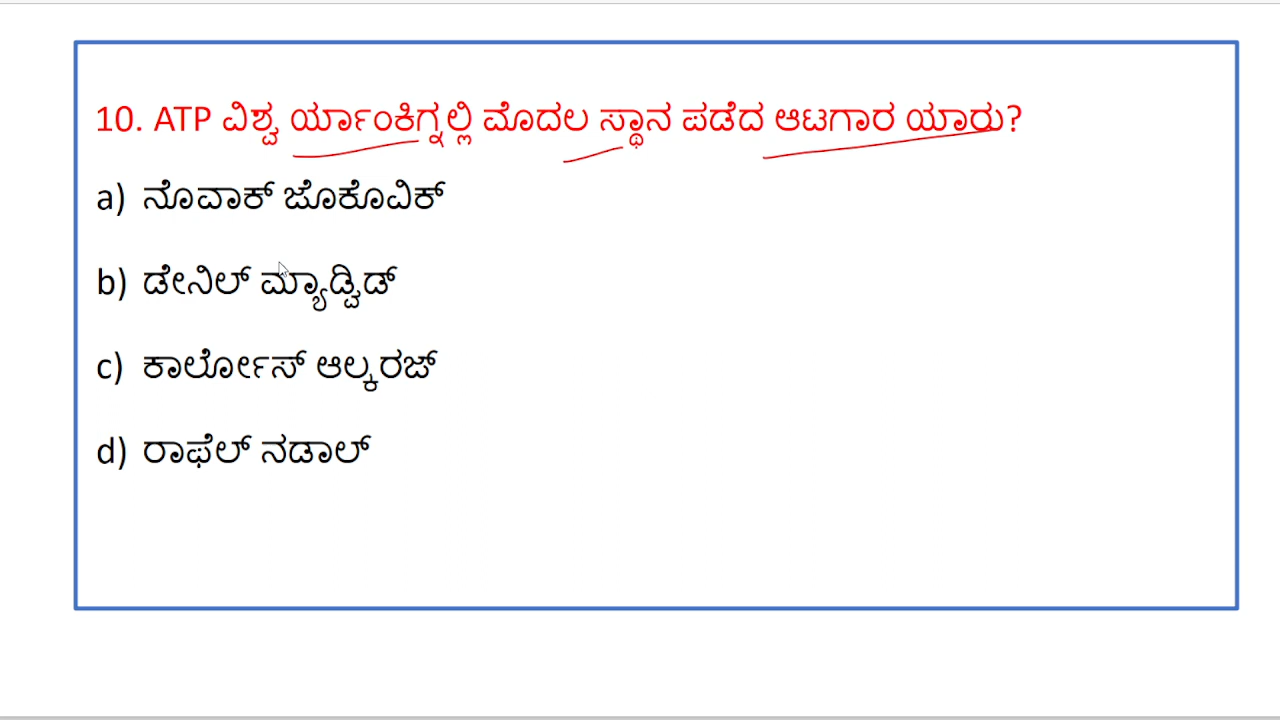 10. ATP ವಿಶ್ವ ರ್ಯಾಂಕಿಗ್ನಲ್ಲಿ ಮೊದಲ ಸ್ಥಾನ ಪಡೆದ ಆಟಗಾರ ಯಾರು?
a) ನೊವಾಕ್ ಜೊಕೊವಿಕ್
b) ಡೇನಿಲ್ ಮ್ಯಾಡ್ವಿಡ್
c) ಕಾರ್ಲೋಸ್ ಆಲ್ಕರಜ್
d) ರಾಫೆಲ್ ನಡಾಲ್